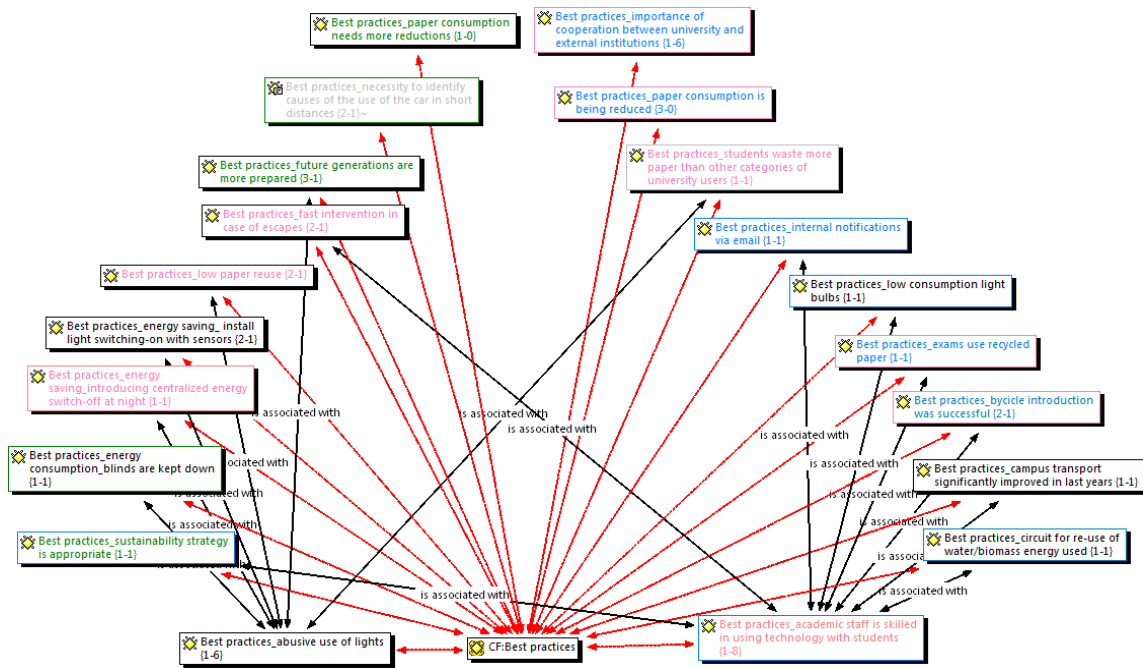 Best practices_paper consumption
needs more reductions {1-0}
Best practices_importance of
cooperation between university and
external institutions {1-6}
Best practices_necessity to identify
causes of the use of the car in short
distances {2-1}~
Best practices_paper consumption is
being reduced {3-0}
Best practices_future generations are
more prepared {3-1}
Best practices_students waste more
paper than other categories of
university users {1-1}
Best practices_fast intervention in
case of escapes {2-1}
Best practices_internal notifications
via email {1-1}
Best practices_low paper reuse {2-1}
Best practices_low consumption light
bulbs {1-1}
Best practices_energy saving_ install
light switching-on with sensors {2-1}
Best practices_exams use recycled
paper {1-1}
Best practices_energy
saving_introducing centralized energy
switch-off at night {1-1}
Best practices_bycicle introduction
was successful {2-1}
is associated with
is associated with
is associated with
is associated with
Best practices_energy
consumption_blinds are kept down
{1-1}
associated with
is associated with
Best practices_campus transport
significantly improved in last years {1-1}
is associated with
is associated with
is associated with
Best practices_sustainability strategy
is appropriate {1-1}
Best practices_circuit for re-use of
water/biomass energy used {1-1}
is associated
is associated with
is associated with
is associated with
Best practices_abusive use of lights
{1-6}
CF:Best practices
Best practices_academic staff is skilled
in using technology with students
{1-8}